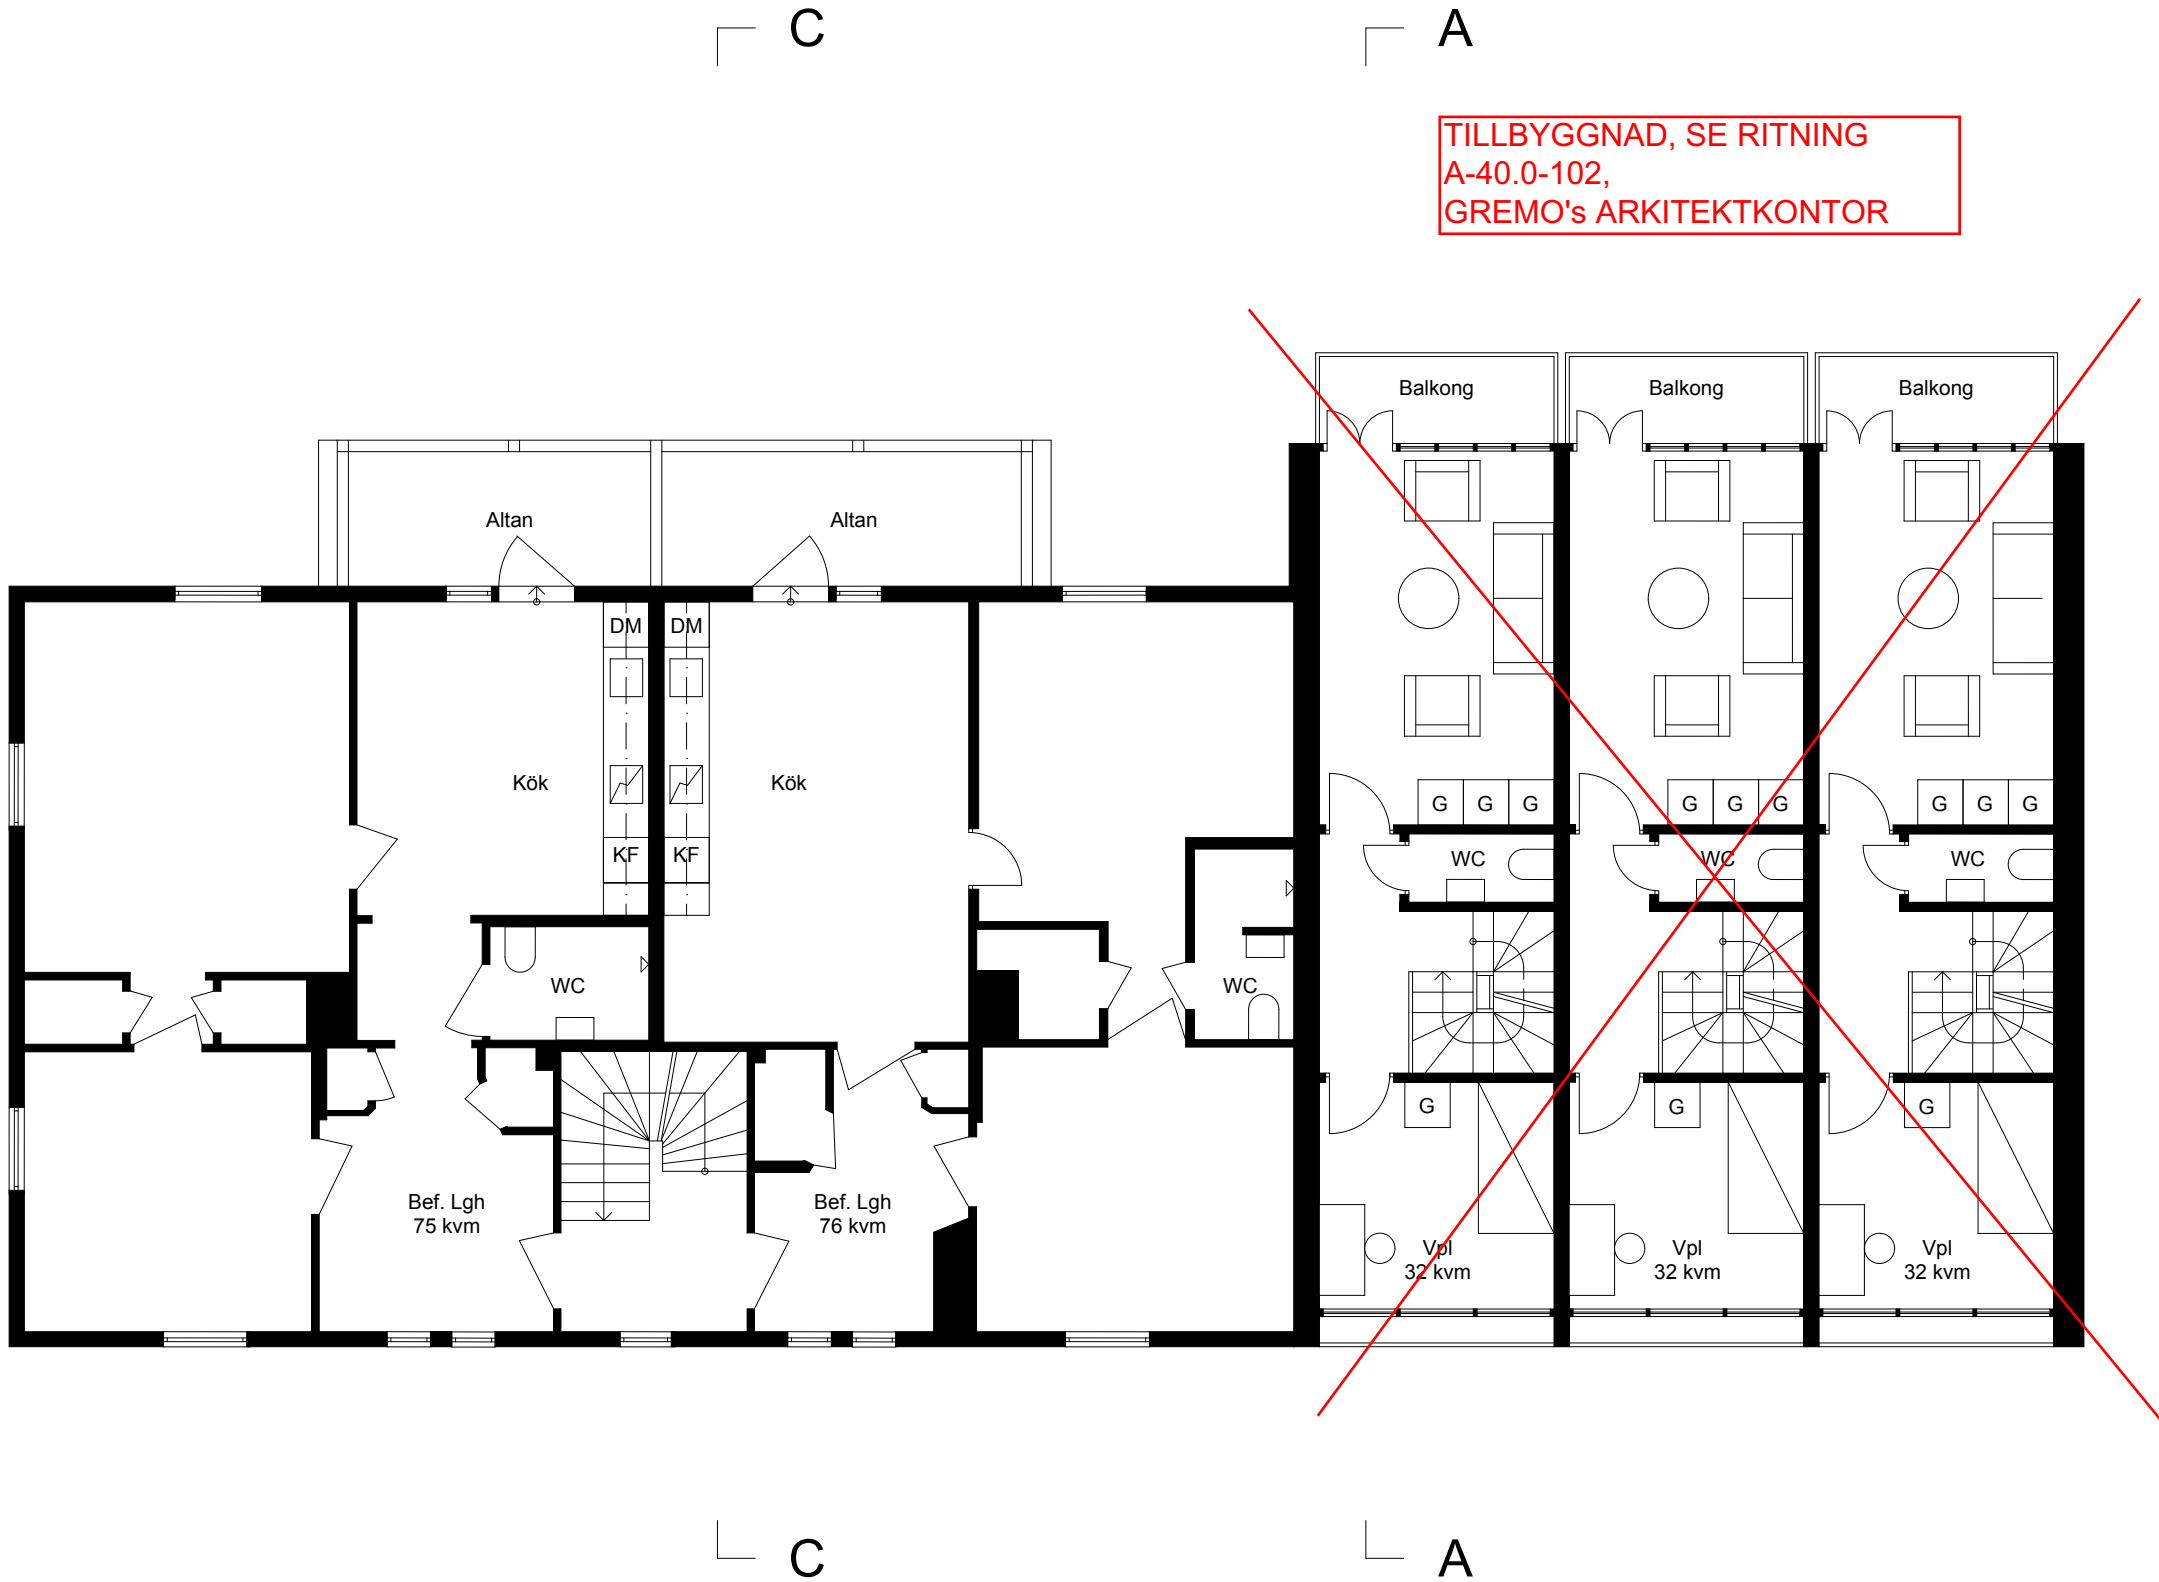 C
A
TILLBYGGNAD, SE RITNING
A-40.0-102,
GREMO's ARKITEKTKONTOR
Balkong
Balkong
Balkong
Altan
Altan
DM
DM
Kök
Kök
G
G
G
G
G
G
G
G
G
KF
KF
WC
WC
WC
WC
WC
G
G
G
Bef. Lgh
75 kvm
Bef. Lgh
76 kvm
Vpl
32 kvm
Vpl
32 kvm
Vpl
32 kvm
C
A